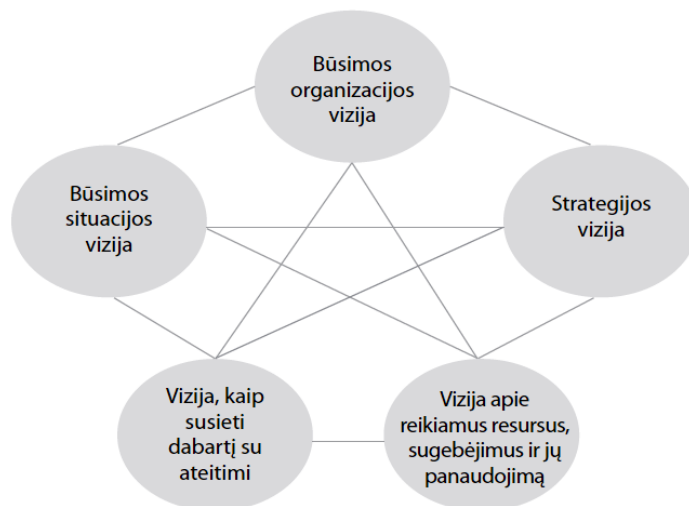 Būsimos
organizacijos
vizija
Būsimos
situacijos
vizija
Strategijos
vizija
Vizija, kaip
susieti
dabartį su
ateitimi
Vizija apie
reikiamus resursus,
sugebėjimus ir jų
panaudojimą